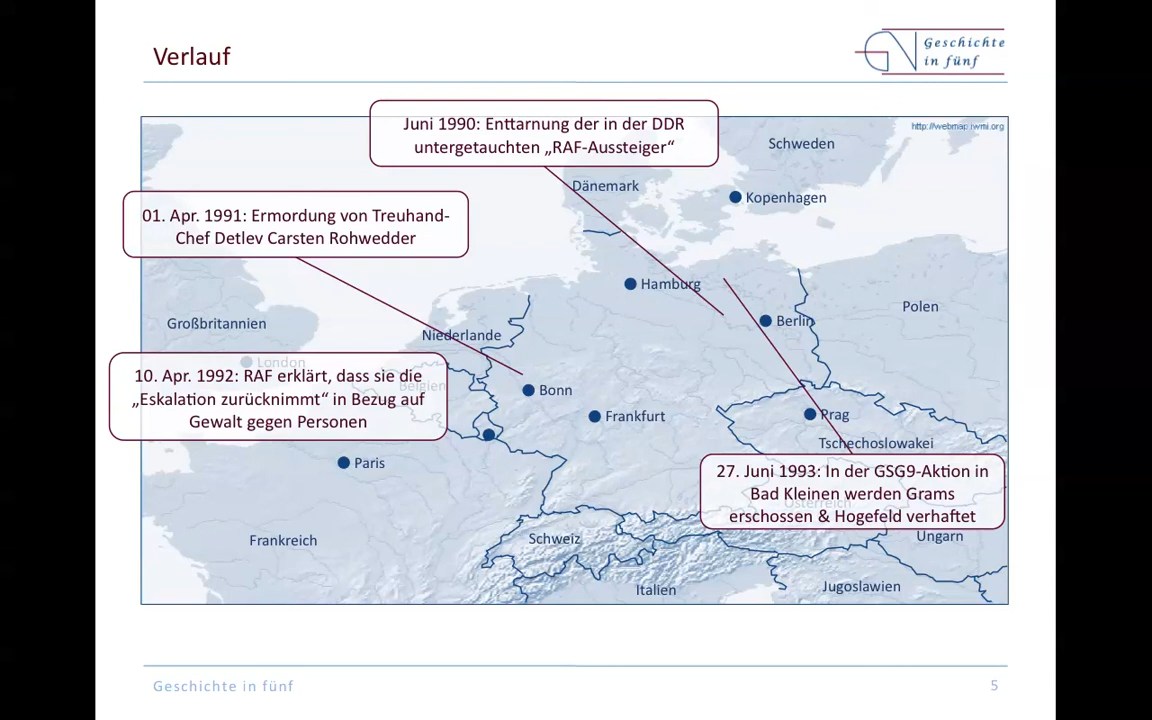 Verlauf
Geschichte
in fünf
Juni 1990: Enttarnung der in der DDR
untergetauchten „RAF-Aussteiger“
http://webmap.iwmi.org
Schweden
Dänemark
Kopenhagen
01. Apr. 1991: Ermordung von Treuhand-
Chef Detlev Carsten Rohwedder
Hamburg
Polen
Großbritannien
Berlin
Niederlande
London
10. Apr. 1992: RAF erklärt, dass sie die
„Eskalation zurücknimmt“ in Bezug auf
Gewalt gegen Personen
Belgien
Bonn
Frankfurt
Prag
Tschechoslowakei
Paris
27. Juni 1993: In der GSG9-Aktion in
Bad Kleinen werden Grams
erschossen & Hogefeld verhaftet
Österreich
Frankreich
Schweiz
Ungarn
Italien
Jugoslawien
Geschichte in fünf
5